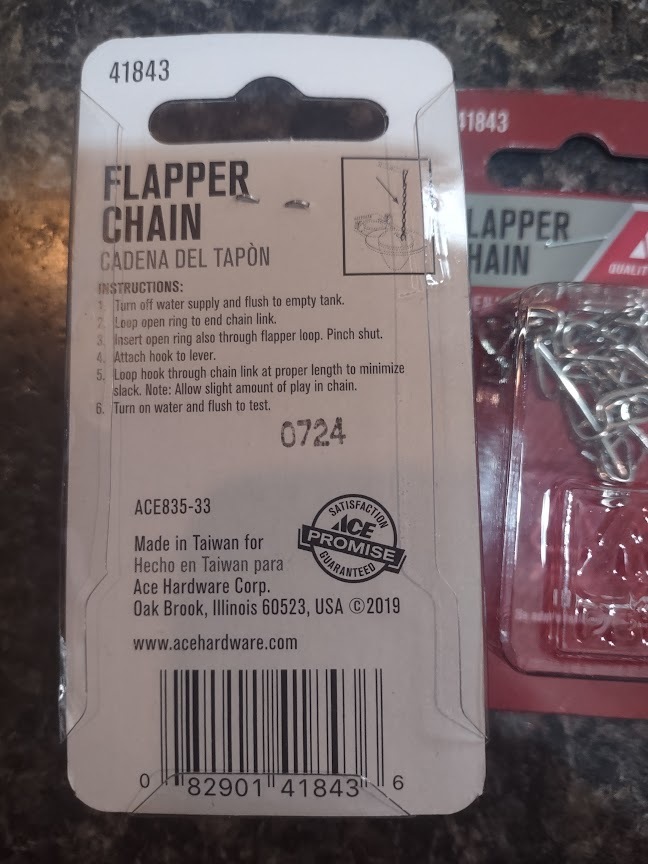 41843
FLAPPER
CHAIN
CADENA DEL TAPÒN
INSTRUCTIONS:
1. Turn off water supply and flush to empty tank.
2. Loop open ring to end chain link.
3. Insert open ring also through flapper loop. Pinch shut.
4. Attach hook to lever.
5. Loop hook through chain link at proper length to minimize
slack. Note: Allow slight amount of play in chain.
6. Turn on water and flush to test.
0724
ACE835-33
SATISFACTION
ACE
PROMISE
GUARANTEED
Made in Taiwan for
Hecho en Taiwan para
Ace Hardware Corp.
Oak Brook, Illinois 60523, USA ©2019
www.acehardware.com
0 82901 41843 6
41843
LAPPER
HAIN
QUALIT